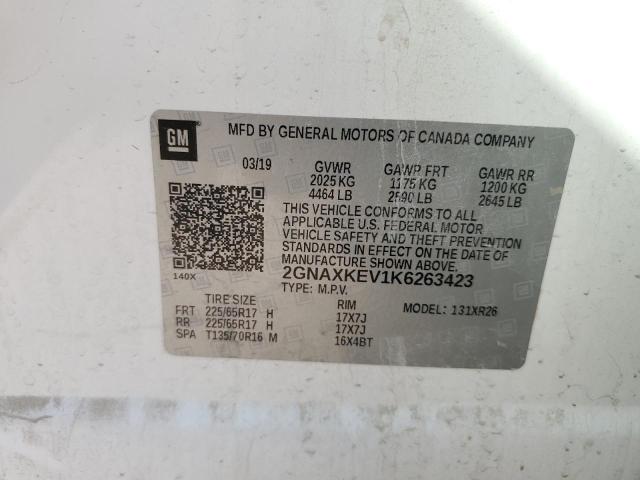 GM
MFD BY GENERAL MOTORS OF CANADA COMPANY
03/19 GVWR GAWR FRT GAWR RR
2025 KG 1175 KG 1200 KG
4464 LB 2590 LB 2645 LB
THIS VEHICLE CONFORMS TO ALL
APPLICABLE U.S. FEDERAL MOTOR
VEHICLE SAFETY AND THEFT PREVENTION
STANDARDS IN EFFECT ON THE DATE OF
MANUFACTURE SHOWN ABOVE.
140X
2GNAXKEV1K6263423
TYPE: M.P.V. MODEL: 131XR26
TIRE SIZE RIM
FRT 225/65R17 H 17X7J
RR 225/65R17 H 17X7J
SPA T135/70R16 M 16X4BT